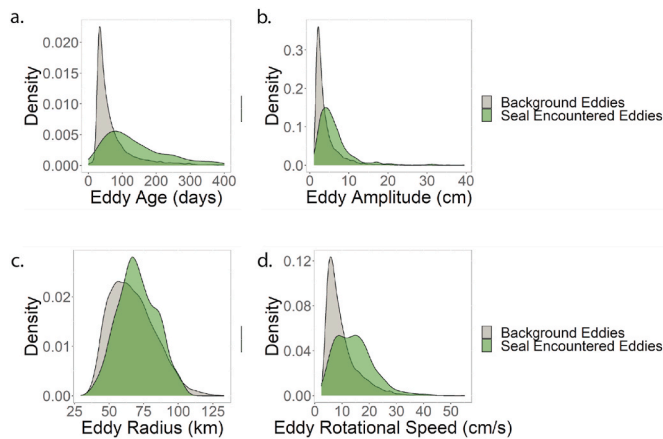 a.
0.020
0.015
0.010
0.005
0.000
Density
0 100 200 300 400
Eddy Age (days)
b.
0.3
0.2
0.1
0.0
Density
0 10 20 30 40
Eddy Amplitude (cm)
Background Eddies
Seal Encountered Eddies
c.
0.02
0.01
0.00
Density
25 50 75 100 125
Eddy Radius (km)
d.
0.12
0.08
0.04
0.00
Density
0 10 20 30 40 50
Eddy Rotational Speed (cm/s)
Background Eddies
Seal Encountered Eddies